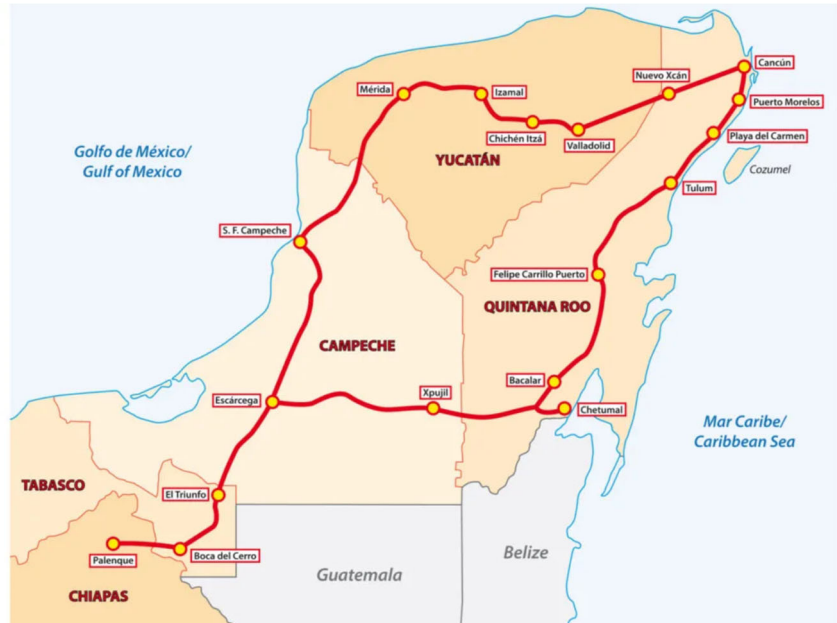 Cancún
Nuevo Xcán
Mérida
Izamal
Puerto Morelos
Chichén Itzá
Valladolid
Playa del Carmen
Golfo de México/
Gulf of Mexico
YUCATÁN
Cozumel
Tulum
S. F. Campeche
Felipe Carrillo Puerto
QUINTANA ROO
CAMPECHE
Bacalar
Xpujil
Escárcega
Chetumal
Mar Caribe/
Caribbean Sea
TABASCO
El Triunfo
Boca del Cerro
Palenque
Belize
Guatemala
CHIAPAS